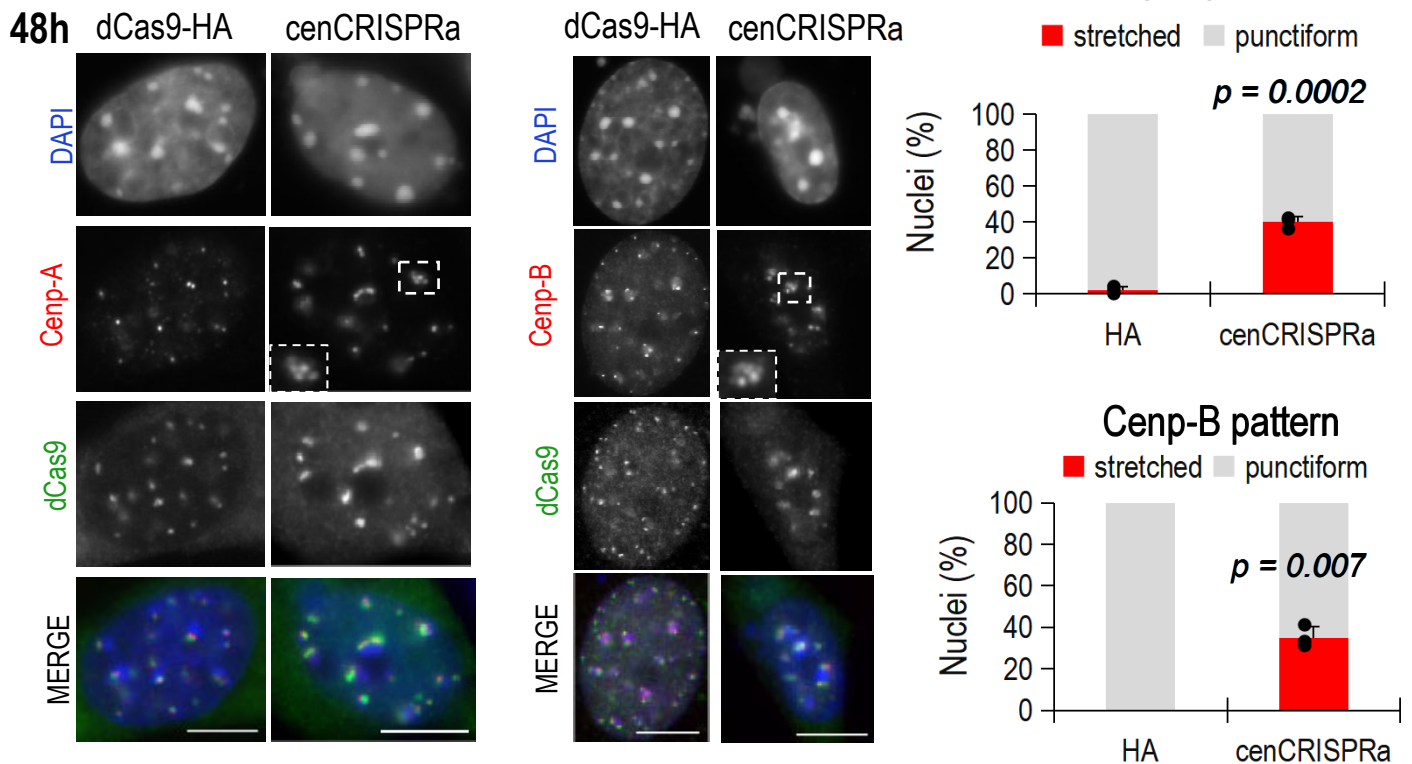 48h dCas9-HA cenCRISPRa
DAPI
Cenp-A
dCas9
MERGE
dCas9-HA cenCRISPRa
DAPI
Cenp-B
dCas9
MERGE
stretched punctiform
p = 0.0002
Nuclei (%)
100
80
60
40
20
0
HA cenCRISPRa
Cenp-B pattern
stretched punctiform
p = 0.007
Nuclei (%)
100
80
60
40
20
0
HA cenCRISPRa